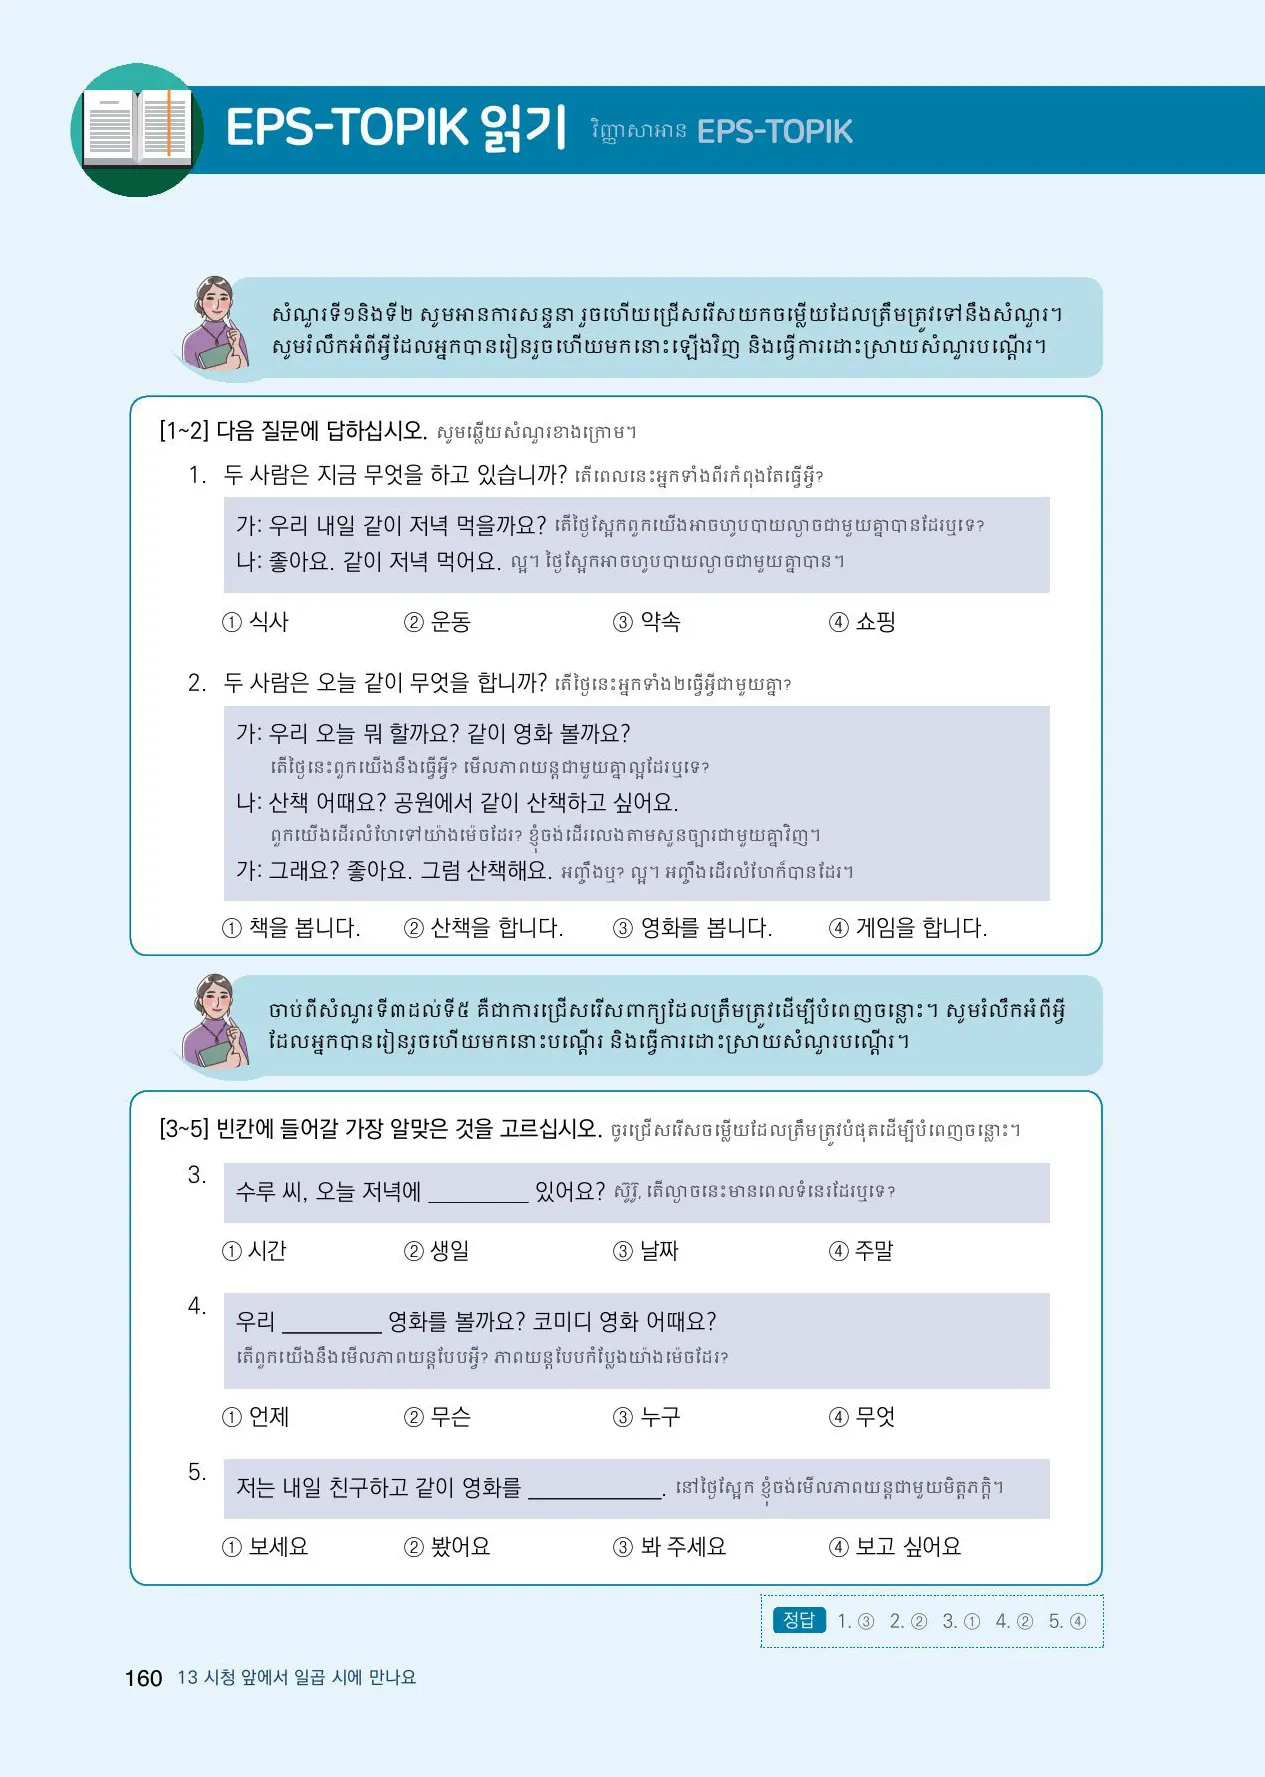 EPS-TOPIK 읽기 វិញ្ញាសាអាន EPS-TOPIK
សំណួរទី១និងទី២ សូមអានការសន្ទនា រួចហើយជ្រើសរើសយកចម្លើយដែលត្រឹមត្រូវទៅនឹងសំណួរ។
សូមរំលឹកអំពីអ្វីដែលអ្នកបានរៀនរួចហើយមកនោះឡើងវិញ និងធ្វើការដោះស្រាយសំណួរបណ្ដើរ។
[1~2] 다음 질문에 답하십시오. សូមឆ្លើយសំណួរខាងក្រោម។
1. 두 사람은 지금 무엇을 하고 있습니까? តើពេលនេះអ្នកទាំងពីរកំពុងតែធ្វើអ្វី?
가: 우리 내일 같이 저녁 먹을까요? តើថ្ងៃស្អែកពួកយើងអាចហូបបាយល្ងាចជាមួយគ្នាបានដែរឬទេ?
나: 좋아요. 같이 저녁 먹어요. ល្អ។ ថ្ងៃស្អែកអាចហូបបាយល្ងាចជាមួយគ្នាបាន។
① 식사 ② 운동 ③ 약속 ④ 쇼핑
2. 두 사람은 오늘 같이 무엇을 합니까? តើថ្ងៃនេះអ្នកទាំង២ធ្វើអ្វីជាមួយគ្នា?
가: 우리 오늘 뭐 할까요? 같이 영화 볼까요?
តើថ្ងៃនេះពួកយើងនឹងធ្វើអ្វី? មើលភាពយន្តជាមួយគ្នាល្អដែរឬទេ?
나: 산책 어때요? 공원에서 같이 산책하고 싶어요.
ពួកយើងដើរលំហែទៅយ៉ាងម៉េចដែរ? ខ្ញុំចង់ដើរលេងតាមសួនច្បារជាមួយគ្នាវិញ។
가: 그래요? 좋아요. 그럼 산책해요. អញ្ចឹងឬ? ល្អ។ អញ្ចឹងដើរលំហែក៏បានដែរ។
① 책을 봅니다. ② 산책을 합니다. ③ 영화를 봅니다. ④ 게임을 합니다.
ចាប់ពីសំណួរទី៣ដល់ទី៥ គឺជាការជ្រើសរើសពាក្យដែលត្រឹមត្រូវដើម្បីបំពេញចន្លោះ។ សូមរំលឹកអំពីអ្វី
ដែលអ្នកបានរៀនរួចហើយមកនោះបណ្ដើរ និងធ្វើការដោះស្រាយសំណួរបណ្ដើរ។
[3~5] 빈칸에 들어갈 가장 알맞은 것을 고르십시오. ចូរជ្រើសរើសចម្លើយដែលត្រឹមត្រូវបំផុតដើម្បីបំពេញចន្លោះ។
3. 수루 씨, 오늘 저녁에 ________ 있어요? ស៊ូរ៉ូ, តើល្ងាចនេះមានពេលទំនេរដែរឬទេ?
① 시간 ② 생일 ③ 날짜 ④ 주말
4. 우리 ________ 영화를 볼까요? 코미디 영화 어때요?
តើពួកយើងនឹងមើលភាពយន្តបែបអ្វី? ភាពយន្តបែបកំប្លែងយ៉ាងម៉េចដែរ?
① 언제 ② 무슨 ③ 누구 ④ 무엇
5. 저는 내일 친구하고 같이 영화를 ___________. នៅថ្ងៃស្អែក ខ្ញុំចង់មើលភាពយន្តជាមួយមិត្តភក្តិ។
① 보세요 ② 봤어요 ③ 봐 주세요 ④ 보고 싶어요
정답 1. ③ 2. ② 3. ① 4. ② 5. ④
160 13 시청 앞에서 일곱 시에 만나요